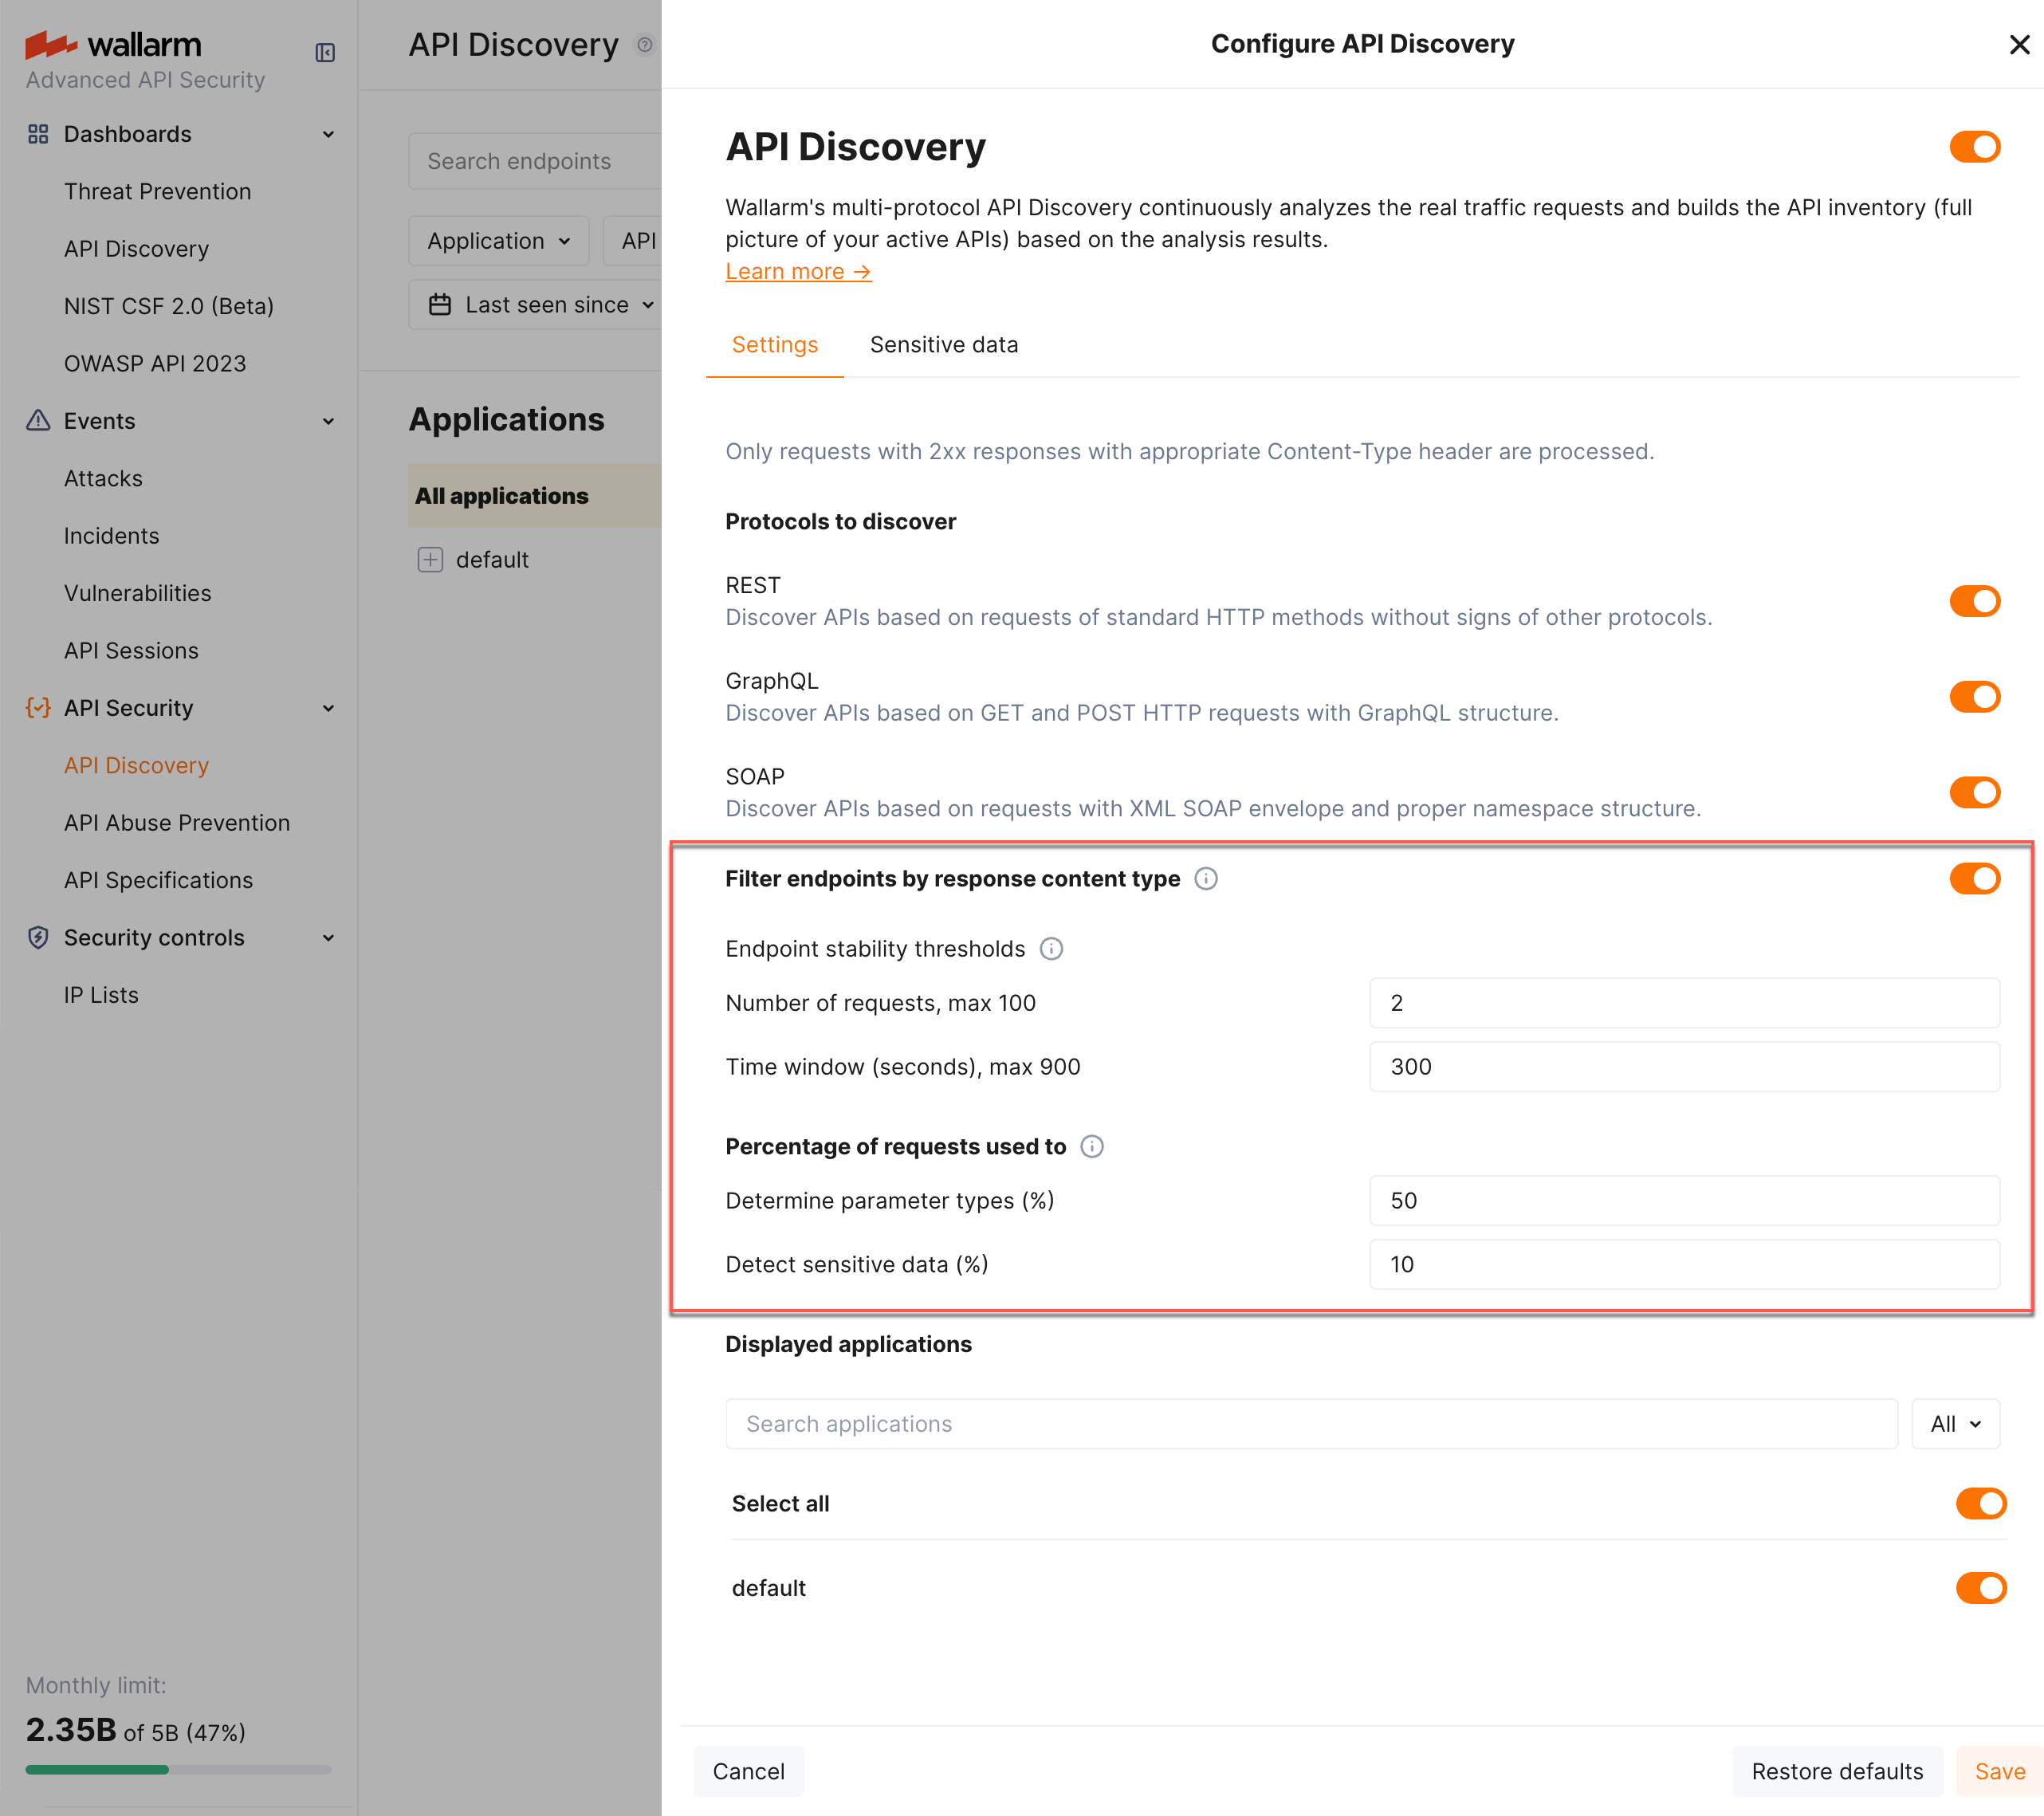 wallarm
Advanced API Security
Dashboards
Threat Prevention
API Discovery
NIST CSF 2.0 (Beta)
OWASP API 2023
Events
Attacks
Incidents
Vulnerabilities
API Sessions
API Security
API Discovery
API Abuse Prevention
API Specifications
Security controls
IP Lists
Monthly limit:
2.35B of 5B (47%)
API Discovery
Search endpoints
Application
API
Last seen since
Applications
All applications
default
Configure API Discovery
API Discovery
Wallarm's multi-protocol API Discovery continuously analyzes the real traffic requests and builds the API inventory (full
picture of your active APIs) based on the analysis results.
Learn more →
Settings
Sensitive data
Only requests with 2xx responses with appropriate Content-Type header are processed.
Protocols to discover
REST
Discover APIs based on requests of standard HTTP methods without signs of other protocols.
GraphQL
Discover APIs based on GET and POST HTTP requests with GraphQL structure.
SOAP
Discover APIs based on requests with XML SOAP envelope and proper namespace structure.
Filter endpoints by response content type
Endpoint stability thresholds
Number of requests, max 100
2
Time window (seconds), max 900
300
Percentage of requests used to
Determine parameter types (%)
50
Detect sensitive data (%)
10
Displayed applications
Search applications
All
Select all
default
Cancel
Restore defaults
Save